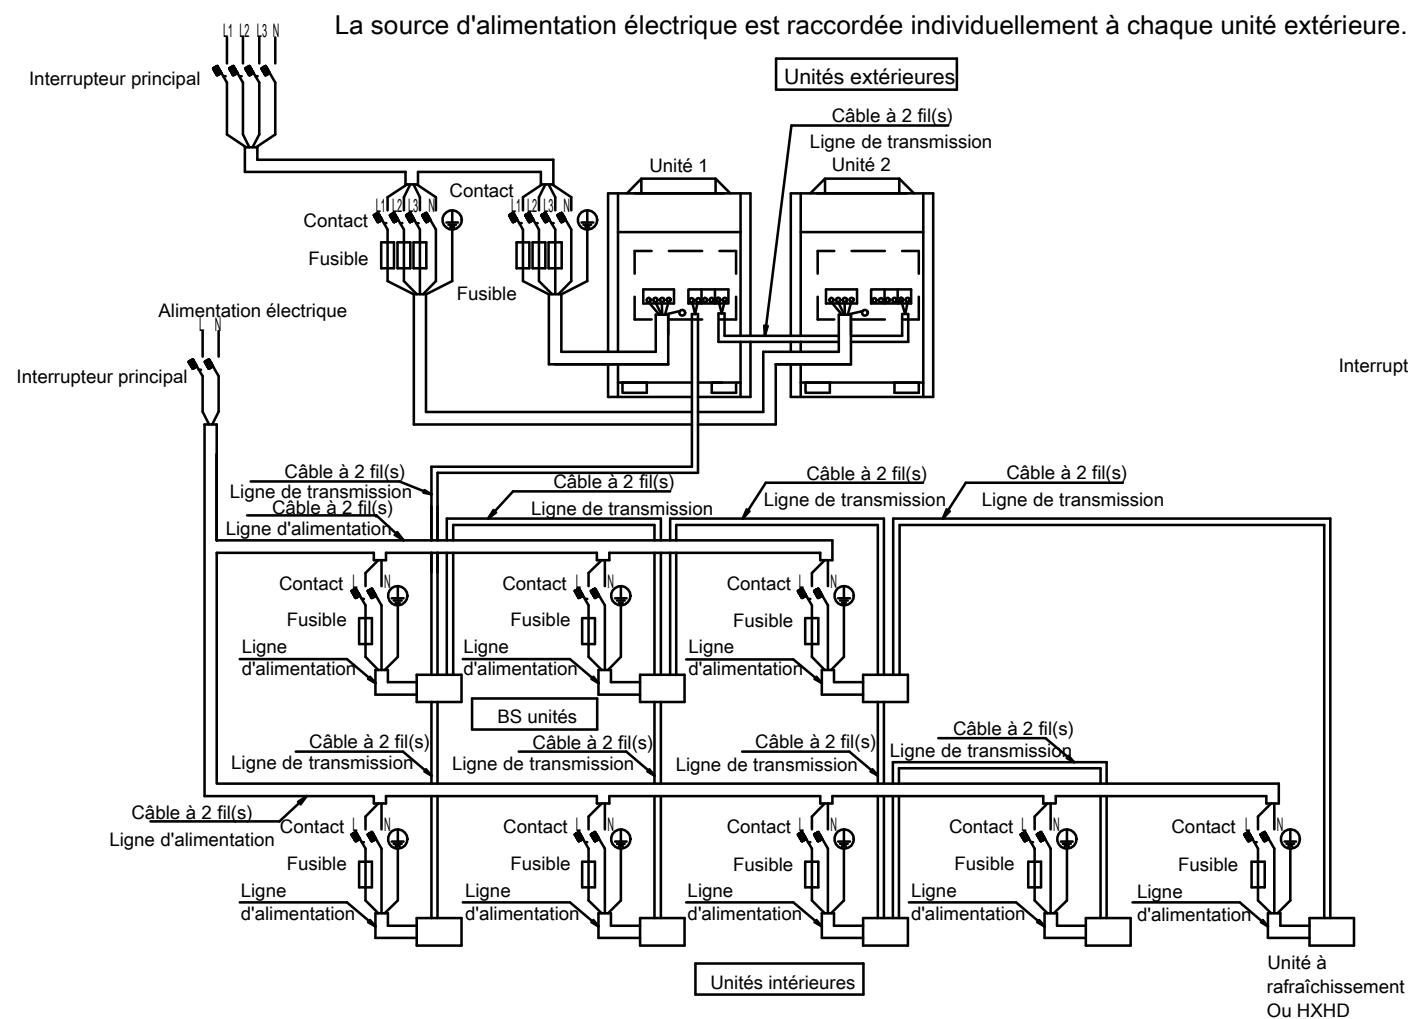 La source d'alimentation électrique est raccordée individuellement à chaque unité extérieure.
L1 L2 L3 N
Interrupteur principal
Unités extérieures
Câble à 2 fil(s)
Ligne de transmission
Unité 1
Unité 2
Contact
L1 L2 L3 N
Contact
L1 L2 L3 N
Fusible
Fusible
Alimentation électrique
L N
Interrupteur principal
Interrupt
Câble à 2 fil(s)
Ligne de transmission
Câble à 2 fil(s)
Ligne d'alimentation
Câble à 2 fil(s)
Ligne de transmission
Câble à 2 fil(s)
Ligne de transmission
Câble à 2 fil(s)
Ligne de transmission
Contact L N
Fusible
Ligne
d'alimentation
Contact L N
Fusible
Ligne
d'alimentation
Contact L N
Fusible
Ligne
d'alimentation
BS unités
Câble à 2 fil(s)
Ligne de transmission
Câble à 2 fil(s)
Ligne de transmission
Câble à 2 fil(s)
Ligne de transmission
Câble à 2 fil(s)
Ligne de transmission
Câble à 2 fil(s)
Ligne d'alimentation
Contact L N
Fusible
Ligne
d'alimentation
Contact L N
Fusible
Ligne
d'alimentation
Contact L N
Fusible
Ligne
d'alimentation
Contact L N
Fusible
Ligne
d'alimentation
Contact L N
Fusible
Ligne
d'alimentation
Unités intérieures
Unité à
rafraîchissement
Ou HXHD